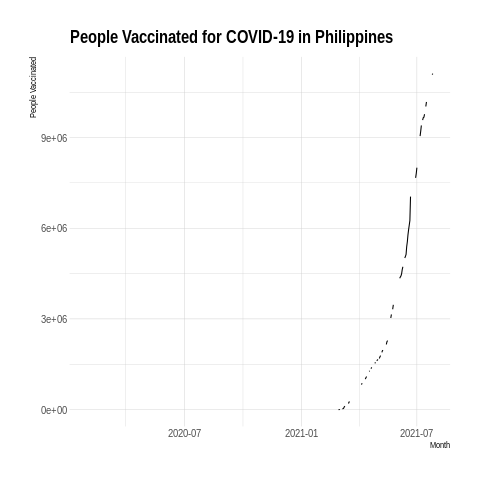 People Vaccinated for COVID-19 in Philippines
People Vaccinated
9e+06
6e+06
3e+06
0e+00
2020-07 2021-01 2021-07
Month